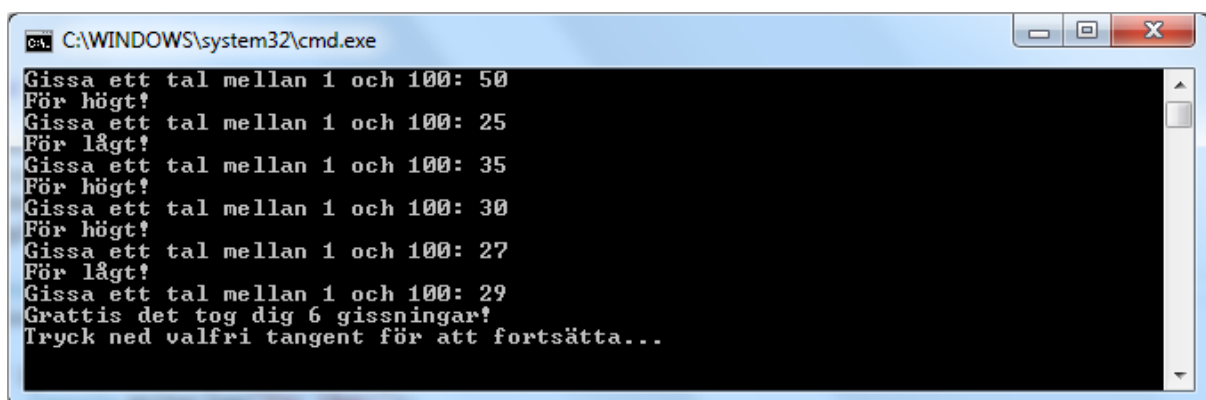 C:\WINDOWS\system32\cmd.exe
Gissa ett tal mellan 1 och 100: 50
För högt!
Gissa ett tal mellan 1 och 100: 25
För lågt!
Gissa ett tal mellan 1 och 100: 35
För högt!
Gissa ett tal mellan 1 och 100: 30
För högt!
Gissa ett tal mellan 1 och 100: 27
För lågt!
Gissa ett tal mellan 1 och 100: 29
Grattis det tog dig 6 gissningar!
Tryck ned valfri tangent för att fortsätta...